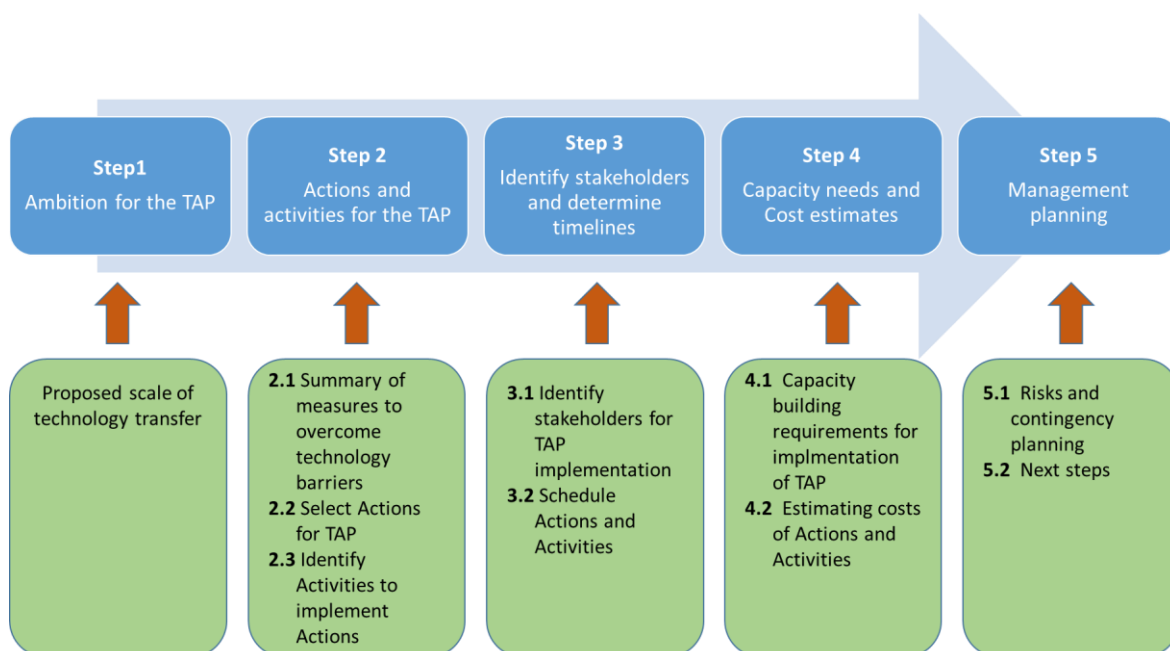 Step1
Ambition for the TAP
Step 2
Actions and
activities for the TAP
Step 3
Identify stakeholders
and determine
timelines
Step 4
Capacity needs and
Cost estimates
Step 5
Management
planning
Proposed scale of
technology transfer
2.1 Summary of
measures to
overcome
technology
barriers
2.2 Select Actions
for TAP
2.3 Identify
Activities to
implement
Actions
3.1 Identify
stakeholders for
TAP
implementation
3.2 Schedule
Actions and
Activities
4.1 Capacity
building
requirements for
implmentation
of TAP
4.2 Estimating costs
of Actions and
Activities
5.1 Risks and
contingency
planning
5.2 Next steps